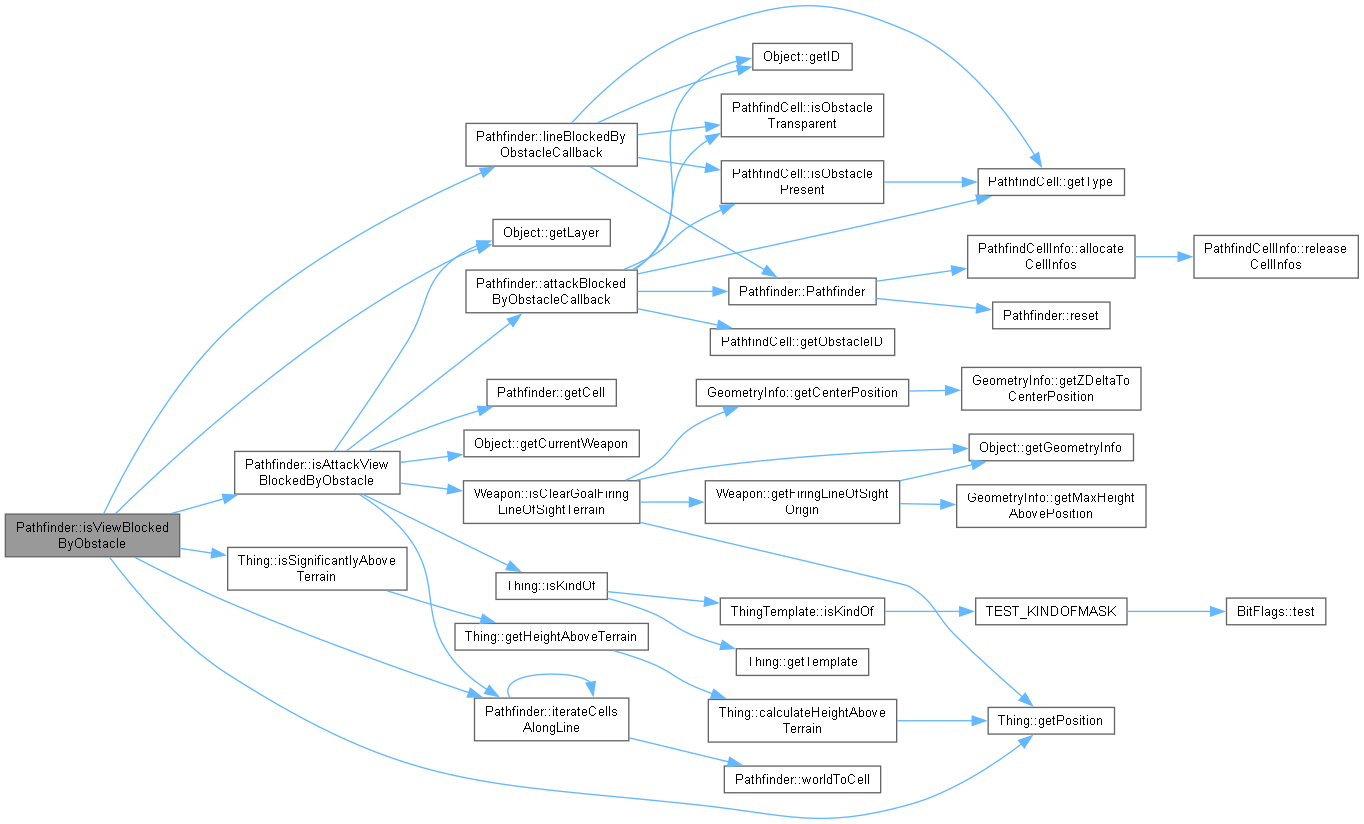 Object::getID
PathfindCell::isObstacle
Transparent
Pathfinder::lineBlockedBy
ObstacleCallback
PathfindCell::isObstacle
Present
PathfindCell::getType
Object::getLayer
PathfindCellInfo::allocate
CellInfos
PathfindCellInfo::release
CellInfos
Pathfinder::attackBlocked
ByObstacleCallback
Pathfinder::Pathfinder
Pathfinder::reset
PathfindCell::getObstacleID
Pathfinder::getCell
GeometryInfo::getCenterPosition
GeometryInfo::getZDeltaTo
CenterPosition
Object::getCurrentWeapon
Object::getGeometryInfo
Pathfinder::isAttackView
BlockedByObstacle
Weapon::isClearGoalFiring
LineOfSightTerrain
Weapon::getFiringLineOfSight
Origin
GeometryInfo::getMaxHeight
AbovePosition
Pathfinder::isViewBlocked
ByObstacle
Thing::isSignificantlyAbove
Terrain
Thing::isKindOf
ThingTemplate::isKindOf
TEST_KINDOFMASK
BitFlags::test
Thing::getHeightAboveTerrain
Thing::getTemplate
Pathfinder::iterateCells
AlongLine
Thing::calculateHeightAbove
Terrain
Thing::getPosition
Pathfinder::worldToCell